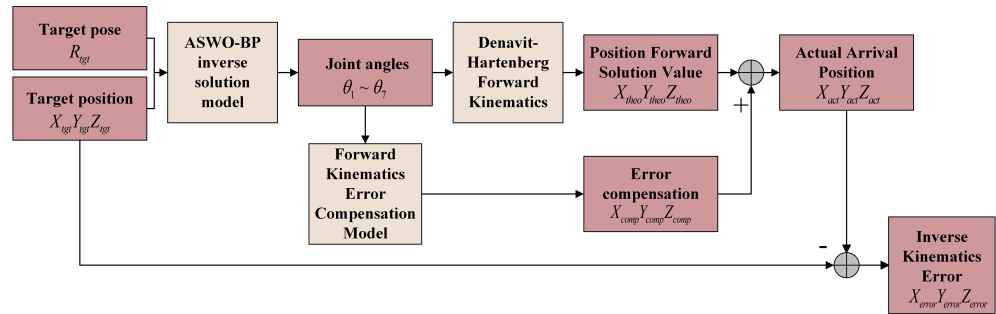 Target pose
R_tgt
Target position
X_tgt Y_tgt Z_tgt
ASWO-BP
inverse
solution
model
Joint angles
θ₁ ~ θ₇
Denavit-
Hartenberg
Forward
Kinematics
Position Forward
Solution Value
X_theo Y_theo Z_theo
+
Actual Arrival
Position
X_act Y_act Z_act
Forward
Kinematics
Error
Compensation
Model
Error
compensation
X_comp Y_comp Z_comp
-
Inverse
Kinematics
Error
X_error Y_error Z_error